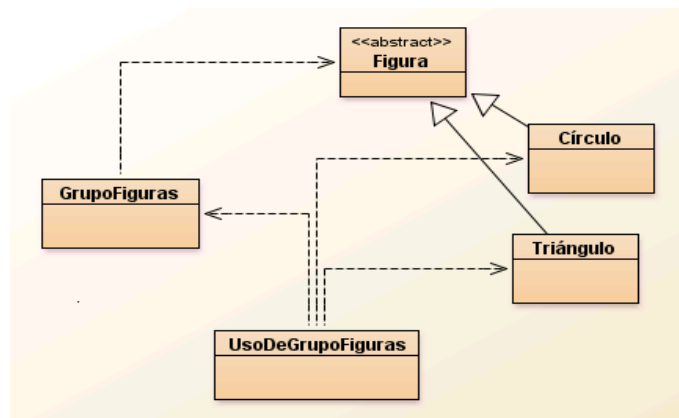 <<abstract>>
Figura
Círculo
GrupoFiguras
Triángulo
UsoDeGrupoFiguras